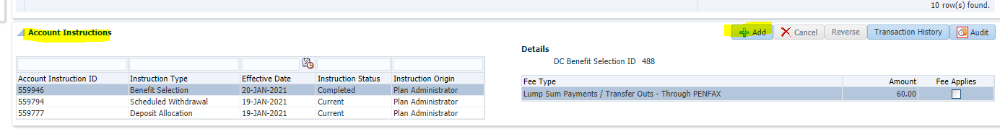 10 row(s) found.
Account Instructions
Add Cancel Reverse Transaction History Audit
Details
DC Benefit Selection ID 488
Account Instruction ID Instruction Type Effective Date Instruction Status Instruction Origin
559946 Benefit Selection 20-JAN-2021 Completed Plan Administrator
559794 Scheduled Withdrawal 19-JAN-2021 Current Plan Administrator
559777 Deposit Allocation 19-JAN-2021 Current Plan Administrator
Fee Type Amount Fee Applies
Lump Sum Payments / Transfer Outs - Through PENFAX 60.00